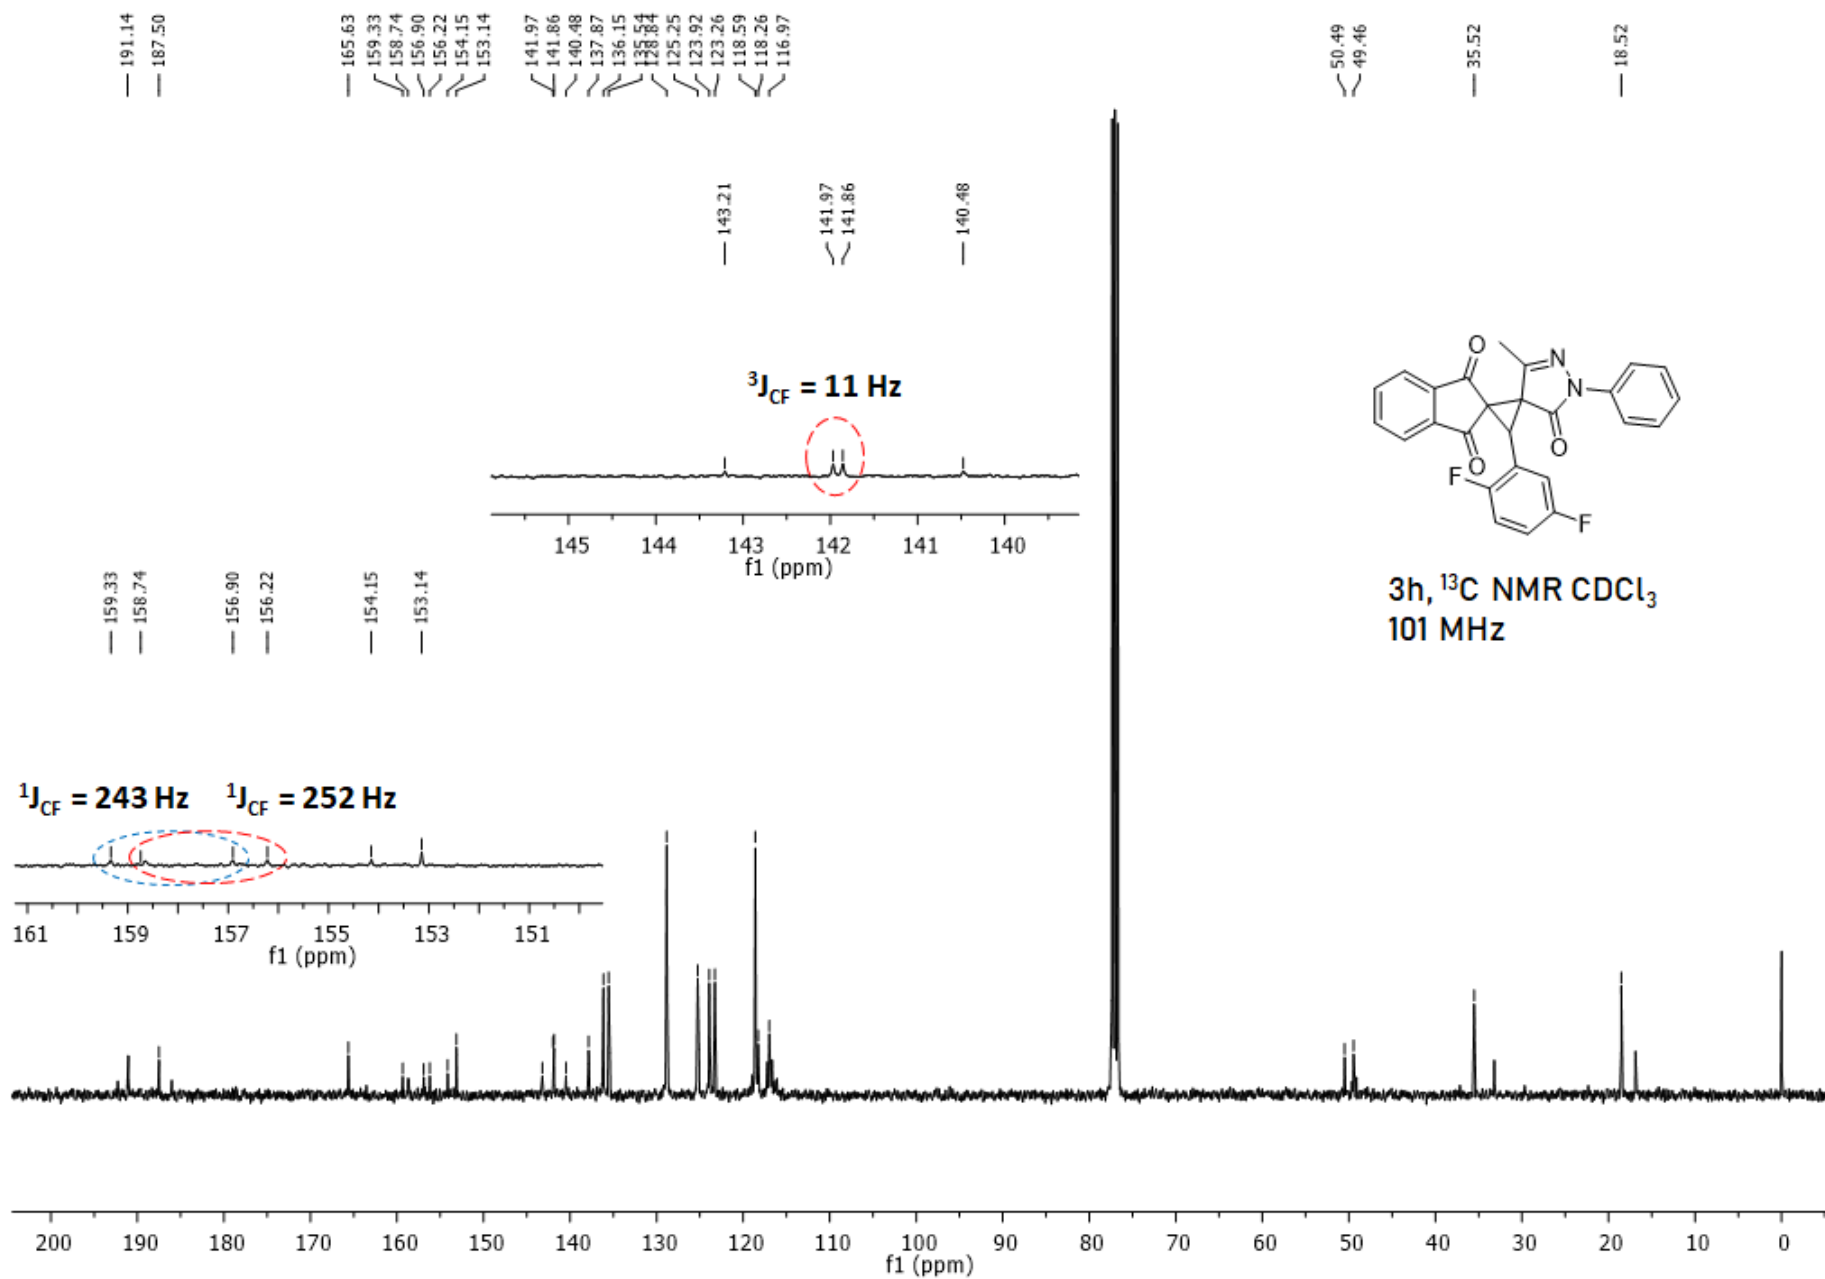 191.14
187.50
165.63
159.33
158.74
156.90
156.22
154.15
153.14
141.97
141.86
140.48
137.87
136.15
135.54
128.84
125.25
123.92
123.26
118.59
118.26
116.97
50.49
49.46
35.52
18.52
143.21
141.97
141.86
140.48
³J_CF = 11 Hz
145 144 143 142 141 140
f1 (ppm)
O
N
N
O
O
F
F
3h, ¹³C NMR CDCl₃
101 MHz
159.33
158.74
156.90
156.22
154.15
153.14
¹J_CF = 243 Hz ¹J_CF = 252 Hz
161 159 157 155 153 151
f1 (ppm)
200 190 180 170 160 150 140 130 120 110 100 90 80 70 60 50 40 30 20 10 0
f1 (ppm)